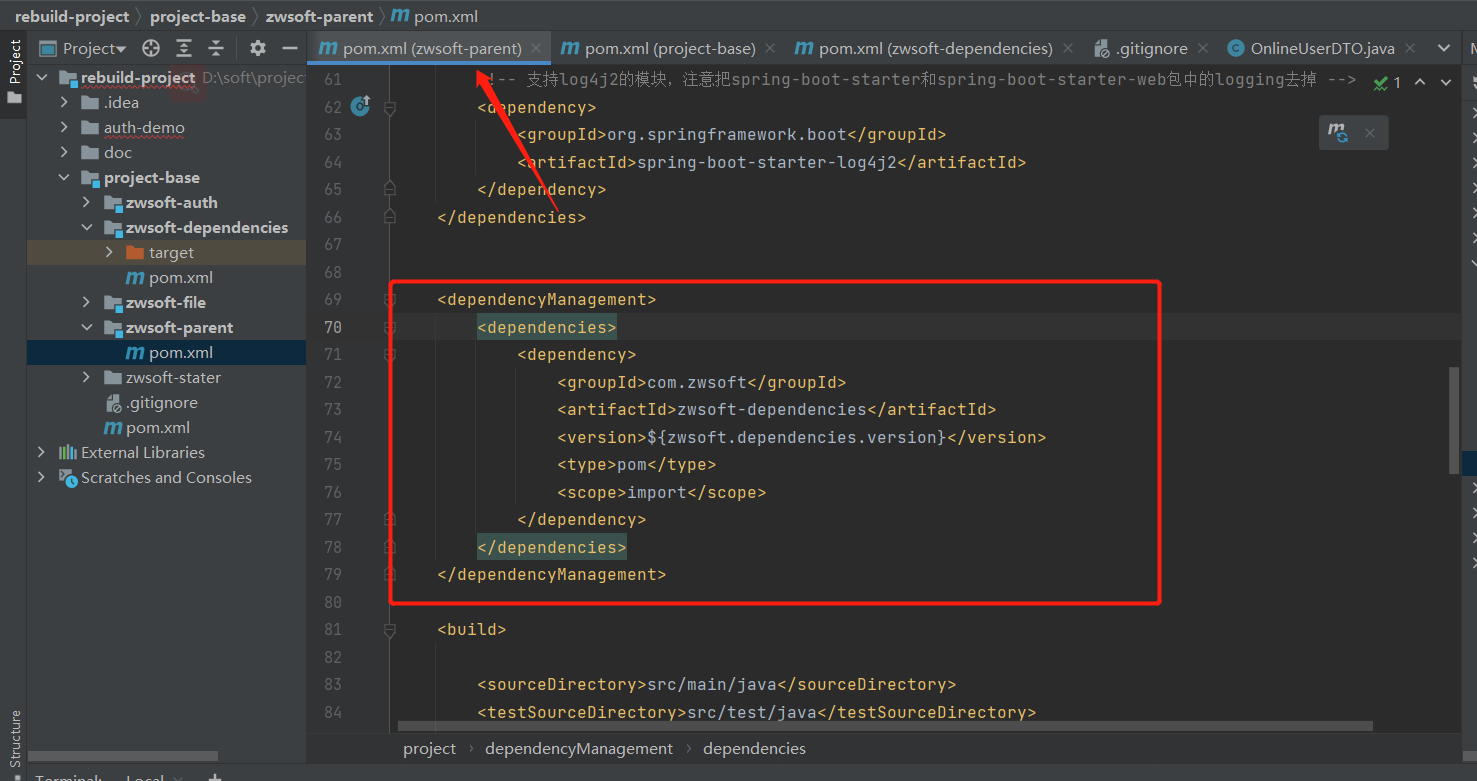 rebuild-project project-base zwsoft-parent pom.xml
Project
pom.xml (zwsoft-parent) pom.xml (project-base) pom.xml (zwsoft-dependencies) .gitignore OnlineUserDTO.java
Project
rebuild-project D:\soft\project
.idea
auth-demo
doc
project-base
zwsoft-auth
zwsoft-dependencies
target
pom.xml
zwsoft-file
zwsoft-parent
pom.xml
zwsoft-stater
.gitignore
pom.xml
External Libraries
Scratches and Consoles
Structure
61 !-- 支持log4j2的模块，注意把spring-boot-starter和spring-boot-starter-web包中的logging去掉 -->
1
62 <dependency>
63 <groupId>org.springframework.boot</groupId>
64 <artifactId>spring-boot-starter-log4j2</artifactId>
65 </dependency>
66 </dependencies>
67
68
69 <dependencyManagement>
70 <dependencies>
71 <dependency>
72 <groupId>com.zwsoft</groupId>
73 <artifactId>zwsoft-dependencies</artifactId>
74 <version>${zwsoft.dependencies.version}</version>
75 <type>pom</type>
76 <scope>import</scope>
77 </dependency>
78 </dependencies>
79 </dependencyManagement>
80
81 <build>
82
83 <sourceDirectory>src/main/java</sourceDirectory>
84 <testSourceDirectory>src/test/java</testSourceDirectory>
project dependencyManagement dependencies
Terminal: Local